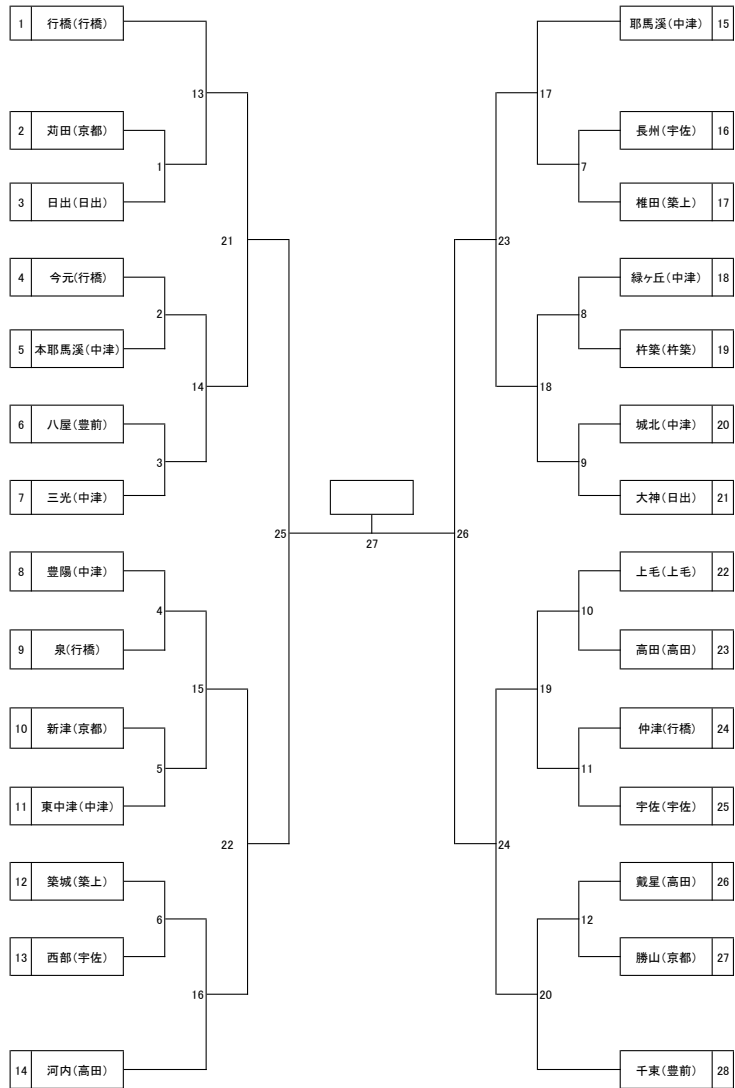 1 行橋(行橋)
2 苅田(京都)
3 日出(日出)
4 今元(行橋)
5 本耶馬溪(中津)
6 八屋(豊前)
7 三光(中津)
8 豊陽(中津)
9 泉(行橋)
10 新津(京都)
11 東中津(中津)
12 築城(築上)
13 西部(宇佐)
14 河内(高田)
13
1
21
2
14
3
25
4
15
5
22
6
16
27
26
17
7
23
8
18
9
10
19
11
24
12
20
耶馬溪(中津) 15
長州(宇佐) 16
椎田(築上) 17
緑ヶ丘(中津) 18
杵築(杵築) 19
城北(中津) 20
大神(日出) 21
上毛(上毛) 22
高田(高田) 23
仲津(行橋) 24
宇佐(宇佐) 25
戴星(高田) 26
勝山(京都) 27
千束(豊前) 28